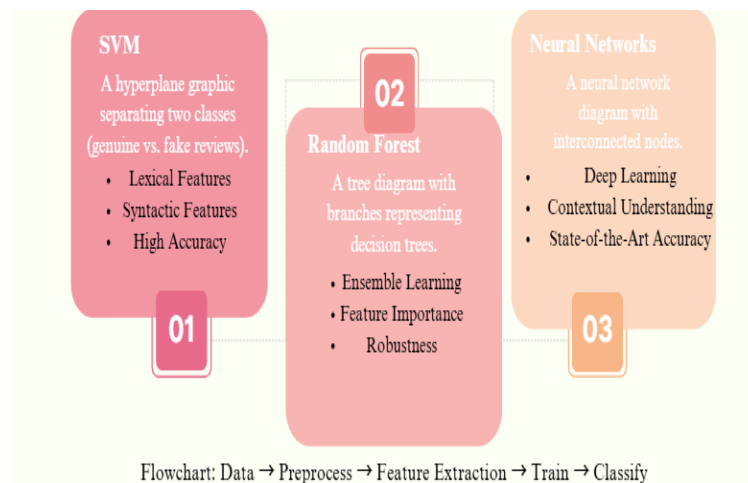 SVM
A hyperplane graphic
separating two classes
(genuine vs. fake reviews).
• Lexical Features
• Syntactic Features
• High Accuracy
01
02
Random Forest
A tree diagram with
branches representing
decision trees.
• Ensemble Learning
• Feature Importance
• Robustness
Neural Networks
A neural network
diagram with
interconnected nodes.
• Deep Learning
• Contextual Understanding
• State-of-the-Art Accuracy
03
Flowchart: Data → Preprocess → Feature Extraction → Train → Classify